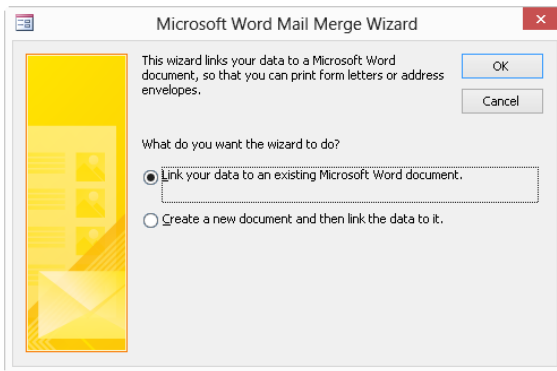 Microsoft Word Mail Merge Wizard
This wizard links your data to a Microsoft Word
document, so that you can print form letters or address
envelopes.
OK
Cancel
What do you want the wizard to do?
Link your data to an existing Microsoft Word document.
Create a new document and then link the data to it.